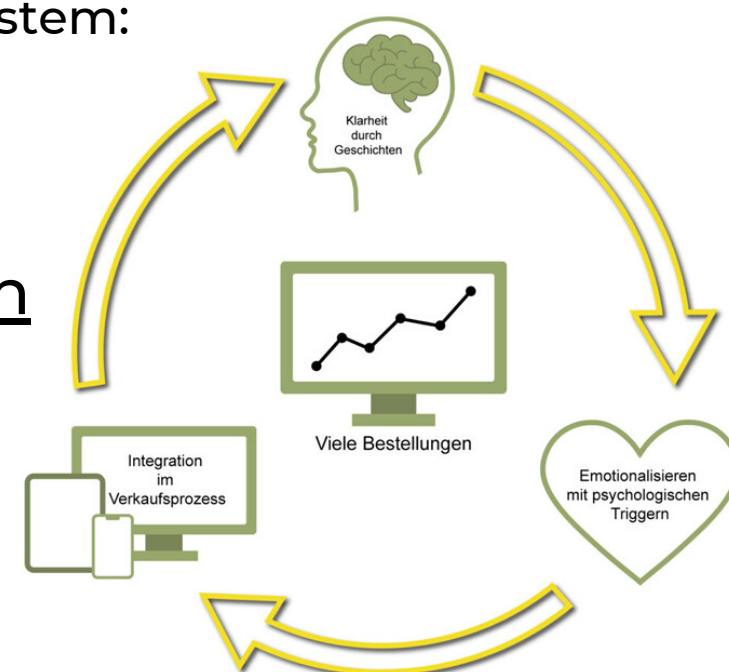 stem:
Klarheit
durch
Geschichten
n
Viele Bestellungen
Integration
im
Verkaufsprozess
Emotionalisieren
mit psychologischen
Triggern